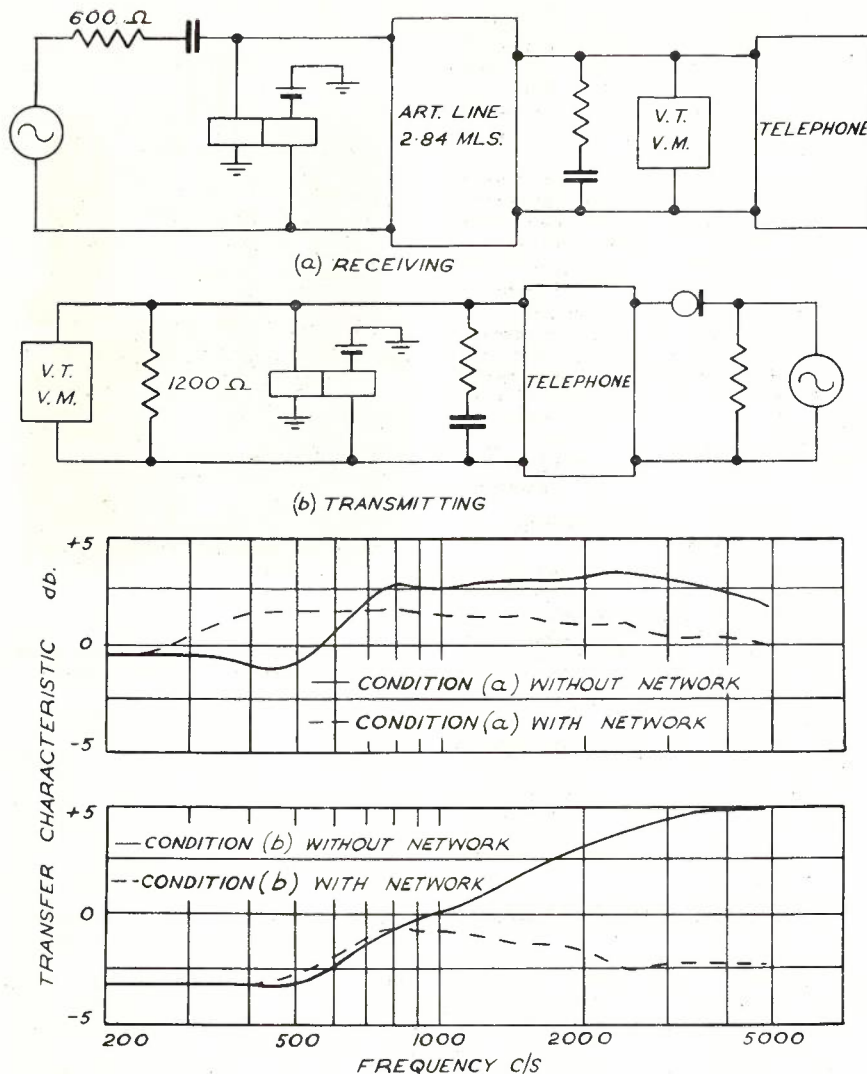 600 Ω
ART. LINE
2·84 MLS.
V. T.
V. M.
TELEPHONE
(a) RECEIVING
V. T.
V. M.
1200 Ω
TELEPHONE
(b) TRANSMITTING
TRANSFER CHARACTERISTIC db.
+5
0
-5
CONDITION (a) WITHOUT NETWORK
CONDITION (a) WITH NETWORK
+5
0
-5
CONDITION (b) WITHOUT NETWORK
CONDITION (b) WITH NETWORK
200 500 1000 2000 5000
FREQUENCY C/S